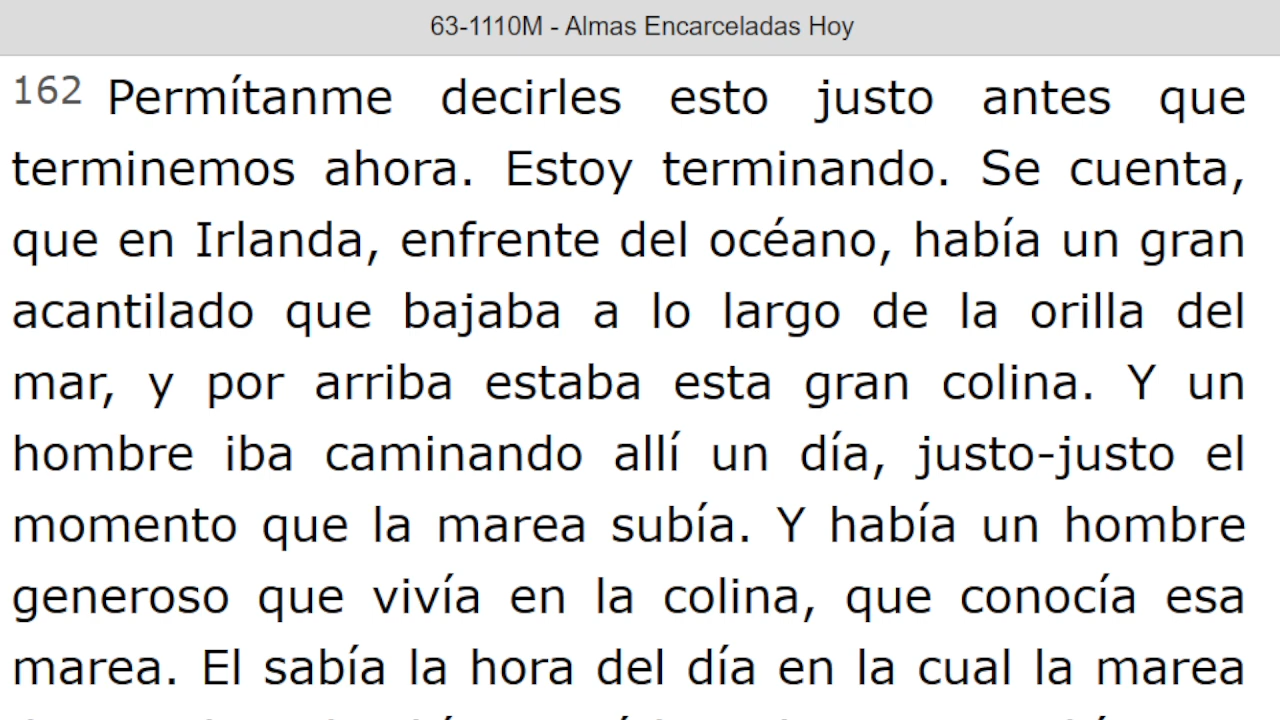 63-1110M - Almas Encarceladas Hoy
162 Permítanme decirles esto justo antes que
terminemos ahora. Estoy terminando. Se cuenta,
que en Irlanda, enfrente del océano, había un gran
acantilado que bajaba a lo largo de la orilla del
mar, y por arriba estaba esta gran colina. Y un
hombre iba caminando allí un día, justo-justo el
momento que la marea subía. Y había un hombre
generoso que vivía en la colina, que conocía esa
marea. El sabía la hora del día en la cual la marea